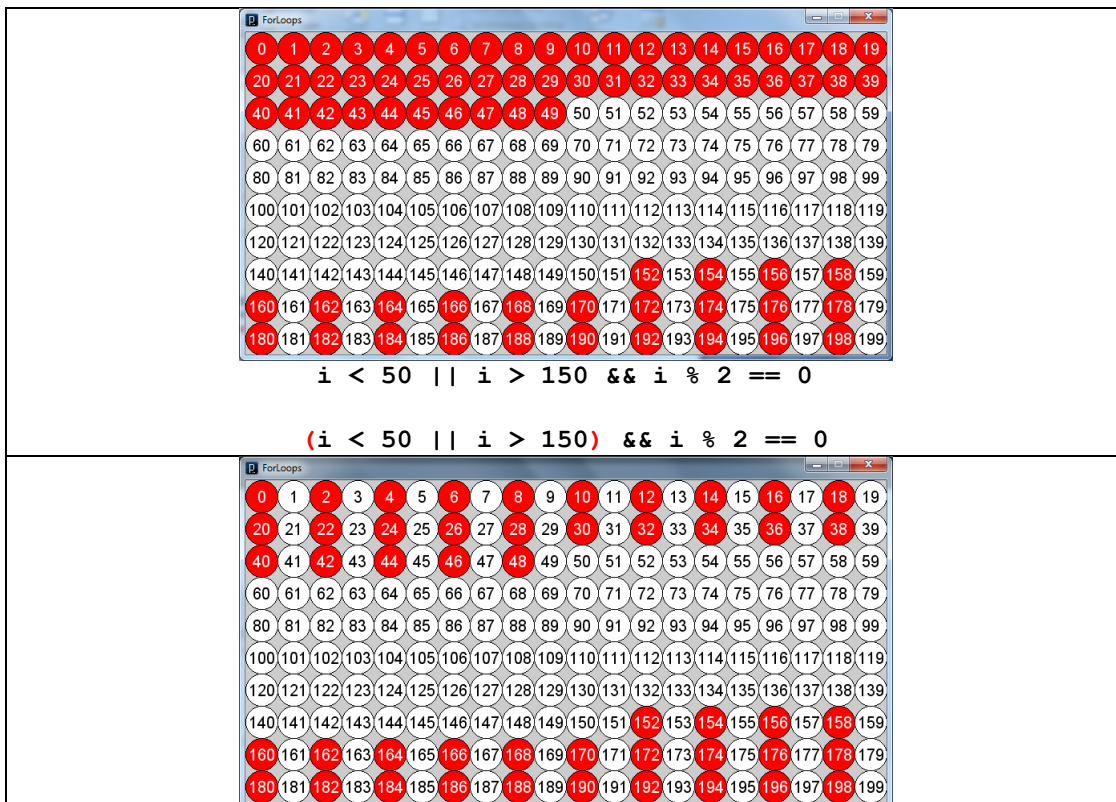 ForLoops
0 1 2 3 4 5 6 7 8 9 10 11 12 13 14 15 16 17 18 19
20 21 22 23 24 25 26 27 28 29 30 31 32 33 34 35 36 37 38 39
40 41 42 43 44 45 46 47 48 49 50 51 52 53 54 55 56 57 58 59
60 61 62 63 64 65 66 67 68 69 70 71 72 73 74 75 76 77 78 79
80 81 82 83 84 85 86 87 88 89 90 91 92 93 94 95 96 97 98 99
100 101 102 103 104 105 106 107 108 109 110 111 112 113 114 115 116 117 118 119
120 121 122 123 124 125 126 127 128 129 130 131 132 133 134 135 136 137 138 139
140 141 142 143 144 145 146 147 148 149 150 151 152 153 154 155 156 157 158 159
160 161 162 163 164 165 166 167 168 169 170 171 172 173 174 175 176 177 178 179
180 181 182 183 184 185 186 187 188 189 190 191 192 193 194 195 196 197 198 199
i < 50 || i > 150 && i % 2 == 0
(i < 50 || i > 150) && i % 2 == 0
ForLoops
0 1 2 3 4 5 6 7 8 9 10 11 12 13 14 15 16 17 18 19
20 21 22 23 24 25 26 27 28 29 30 31 32 33 34 35 36 37 38 39
40 41 42 43 44 45 46 47 48 49 50 51 52 53 54 55 56 57 58 59
60 61 62 63 64 65 66 67 68 69 70 71 72 73 74 75 76 77 78 79
80 81 82 83 84 85 86 87 88 89 90 91 92 93 94 95 96 97 98 99
100 101 102 103 104 105 106 107 108 109 110 111 112 113 114 115 116 117 118 119
120 121 122 123 124 125 126 127 128 129 130 131 132 133 134 135 136 137 138 139
140 141 142 143 144 145 146 147 148 149 150 151 152 153 154 155 156 157 158 159
160 161 162 163 164 165 166 167 168 169 170 171 172 173 174 175 176 177 178 179
180 181 182 183 184 185 186 187 188 189 190 191 192 193 194 195 196 197 198 199